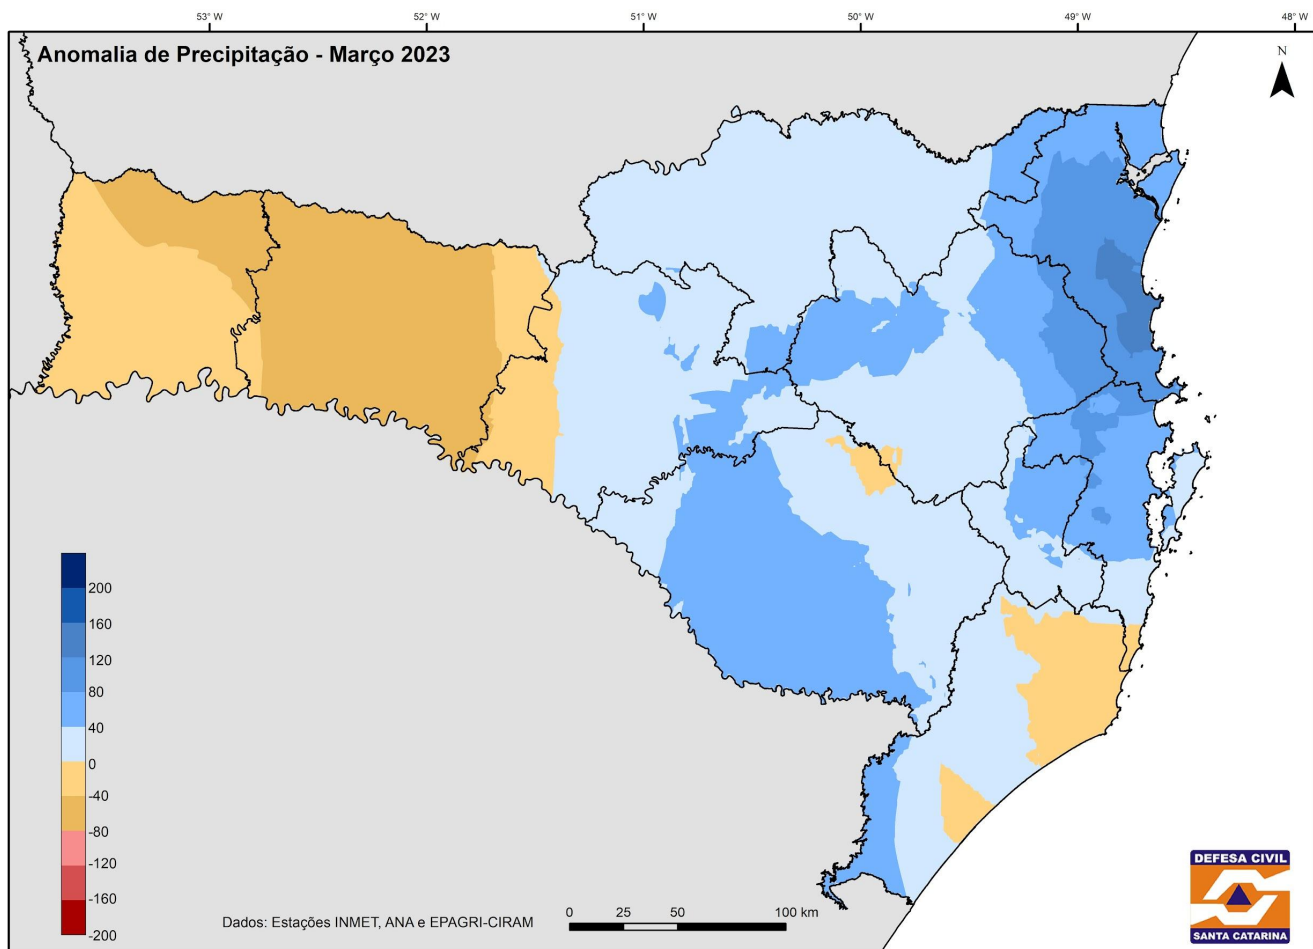 53° W
52° W
51° W
50° W
49° W
48° W
Anomalia de Precipitação - Março 2023
N
200
160
120
80
40
0
-40
-80
-120
-160
-200
Dados: Estações INMET, ANA e EPAGRI-CIRAM
0 25 50 100 km
DEFESA CIVIL
SANTA CATARINA